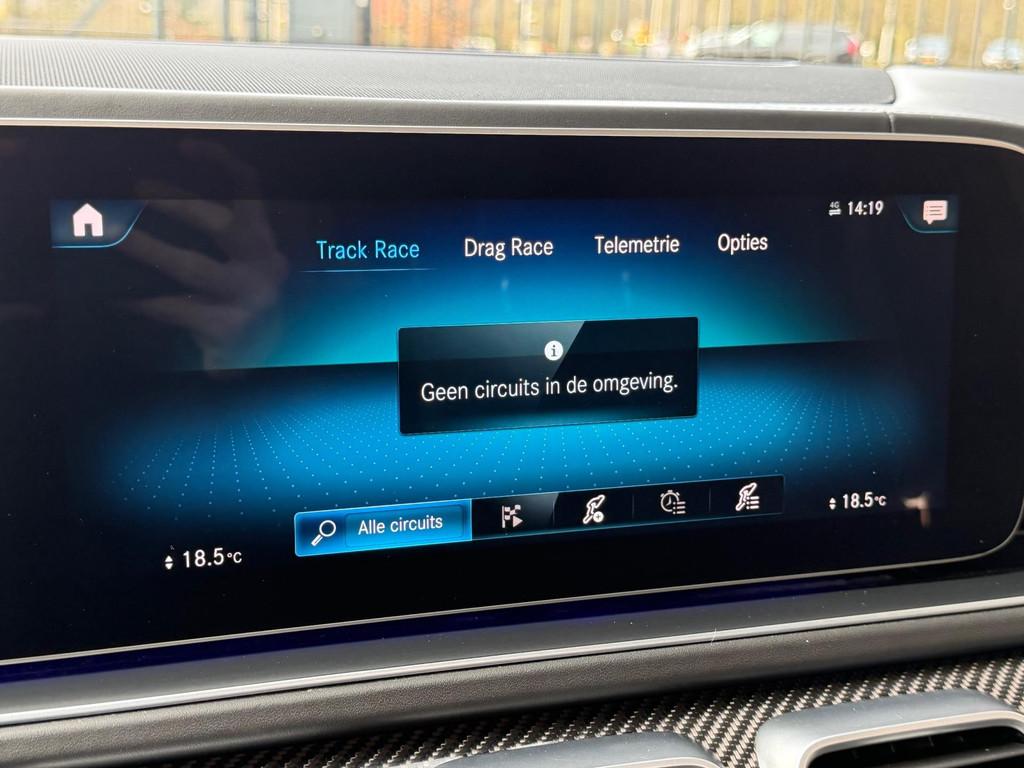 4G 14:19
Track Race Drag Race Telemetrie Opties
i
Geen circuits in de omgeving.
Alle circuits
18.5°C
18.5°C